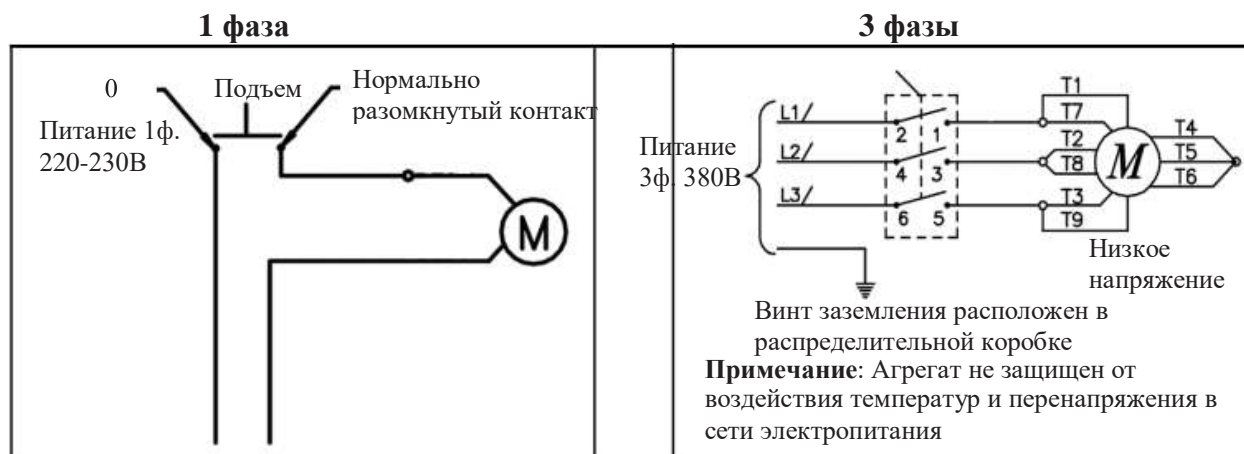 1 фаза
0
Подъем
Нормально
разомкнутый контакт
Питание 1ф.
220-230В
М
3 фазы
Питание
3ф. 380В
L1/
L2/
L3/
2 1
4 3
6 5
T1
T7
T2
T8
T3
T9
M
T4
T5
T6
Низкое
напряжение
Винт заземления расположен в
распределительной коробке
Примечание: Агрегат не защищен от
воздействия температур и перенапряжения в
сети электропитания